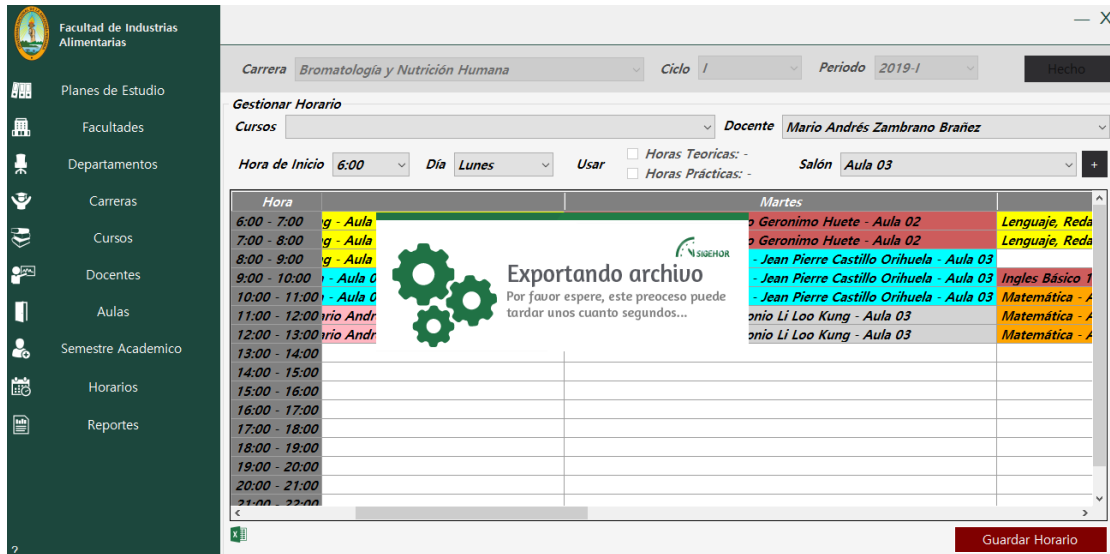 Facultad de Industrias
Alimentarias
— X
Planes de Estudio
Facultades
Departamentos
Carreras
Cursos
Docentes
Aulas
Semestre Academico
Horarios
Reportes
?
Carrera Bromatología y Nutrición Humana Ciclo I Periodo 2019-I Hecho
Gestionar Horario
Cursos Docente Mario Andrés Zambrano Brañez
Hora de Inicio 6:00 Día Lunes Usar Horas Teoricas: - Salón Aula 03 +
Horas Prácticas: -
Hora Martes
6:00 - 7:00 ng - Aula o Geronimo Huete - Aula 02 Lenguaje, Reda
7:00 - 8:00 ng - Aula o Geronimo Huete - Aula 02 Lenguaje, Reda
8:00 - 9:00 ng - Aula - Jean Pierre Castillo Orihuela - Aula 03
9:00 - 10:00 - Aula 0 - Jean Pierre Castillo Orihuela - Aula 03 Ingles Básico 1
10:00 - 11:00 - Aula 0 - Jean Pierre Castillo Orihuela - Aula 03 Matemática - A
11:00 - 12:00 ario Andr onio Li Loo Kung - Aula 03 Matemática - A
12:00 - 13:00 ario Andr onio Li Loo Kung - Aula 03 Matemática - A
13:00 - 14:00
14:00 - 15:00
15:00 - 16:00
16:00 - 17:00
17:00 - 18:00
18:00 - 19:00
19:00 - 20:00
20:00 - 21:00
21:00 - 22:00
SIGEHOR
Exportando archivo
Por favor espere, este preoceso puede
tardar unos cuanto segundos...
Guardar Horario